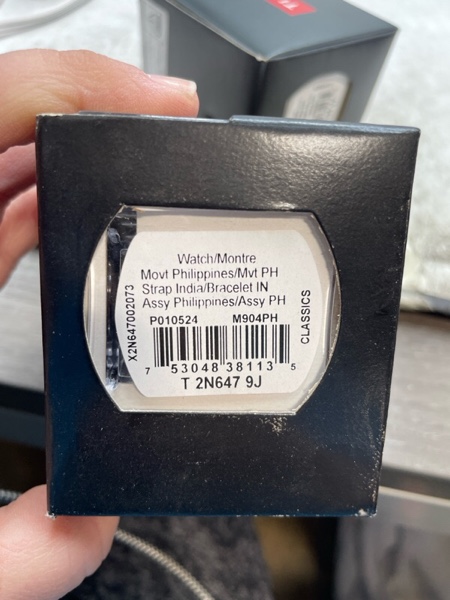 Watch/Montre
Movt Philippines/Mvt PH
Strap India/Bracelet IN
Assy Philippines/Assy PH
P010524 M904PH
X2N647002073
CLASSICS
7 53048 38113 5
T 2N647 9J